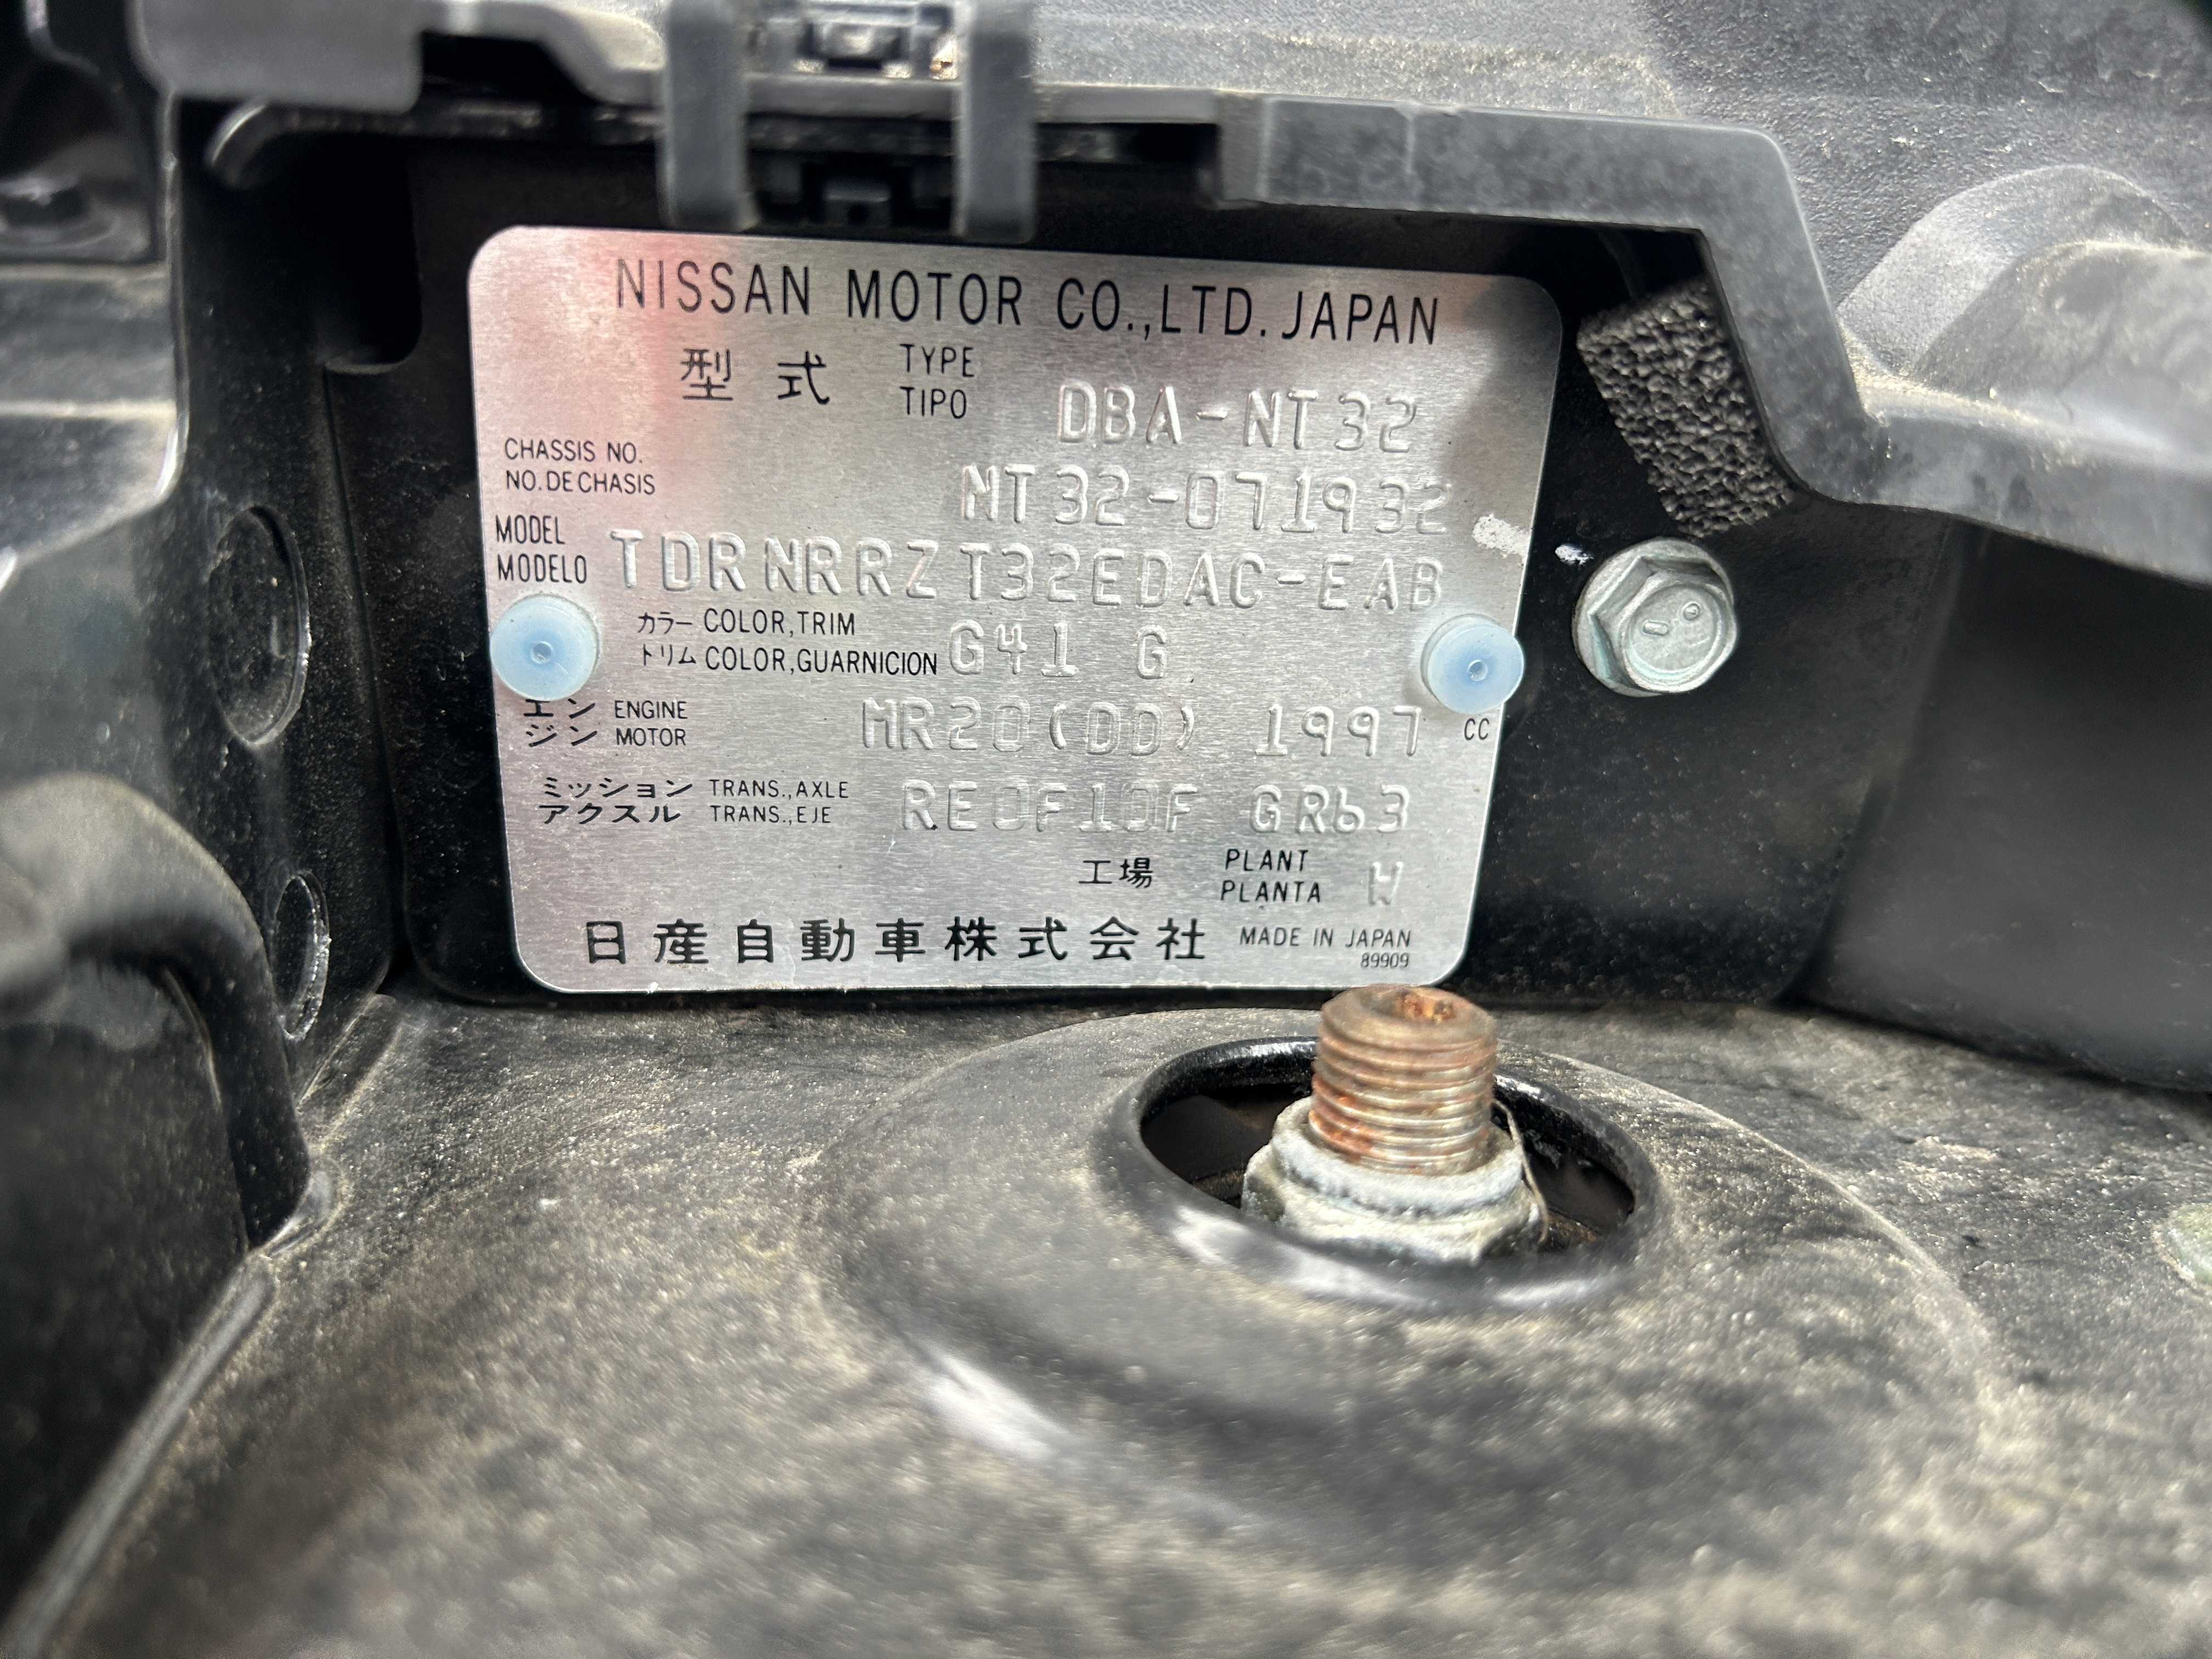 NISSAN MOTOR CO.,LTD. JAPAN
型 式 TYPE
TIPO
DBA-NT32
CHASSIS NO.
NO. DE CHASIS
NT32-071932
MODEL
MODELO
TDRNRRZT32EDAC-EAB
カラー COLOR,TRIM
トリム COLOR,GUARNICION
G41 G
エン ENGINE
ジン MOTOR
MR20(DD) 1997 CC
ミッション TRANS.,AXLE
アクスル TRANS.,EJE
RE0F10F GR63
工場 PLANT
PLANTA
W
日産自動車株式会社 MADE IN JAPAN
89909